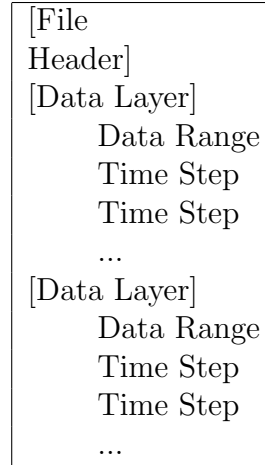 [File
Header]
[Data Layer]
Data Range
Time Step
Time Step
...
[Data Layer]
Data Range
Time Step
Time Step
...